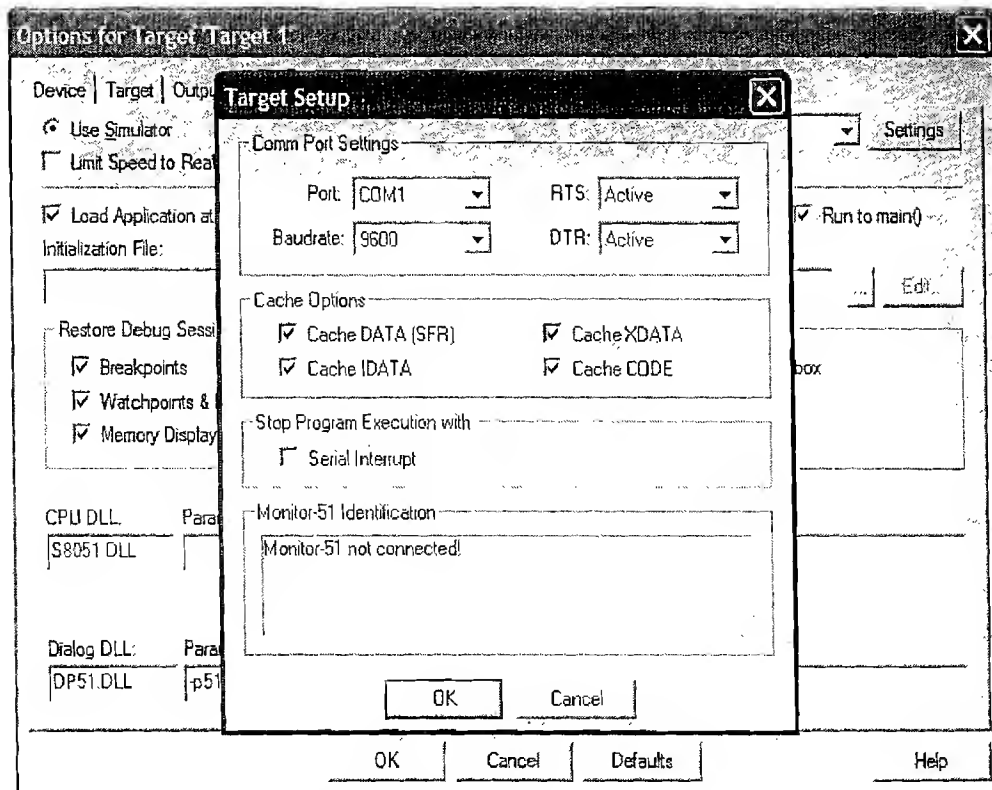 Options for Target 'Target 1'
Device Target Outpu
Target Setup
Use Simulator
Settings
Limit Speed to Real
Comm Port Settings
Port: COM1 RTS: Active
Load Application at
Run to main()
Baudrate: 9600 DTR: Active
Initialization File:
... Edit...
Cache Options
Restore Debug Sessi
Cache DATA (SFR) Cache XDATA
Breakpoints
Cache IDATA Cache CODE
box
Watchpoints &
Stop Program Execution with
Memory Display
Serial Interrupt
Monitor-51 Identification
CPU DLL: Para
S8051.DLL
Monitor-51 not connected!
Dialog DLL: Para
DP51.DLL -p51
OK Cancel
OK Cancel Defaults Help